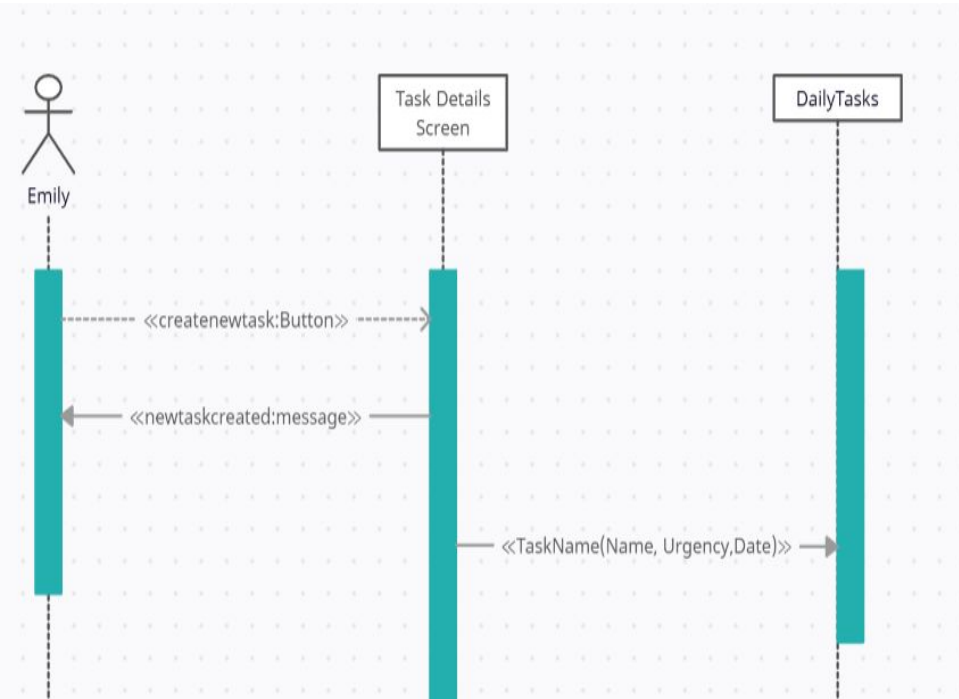 Task Details
Screen
DailyTasks
Emily
«createnewtask:Button»
«newtaskcreated:message»
«TaskName(Name, Urgency,Date)»